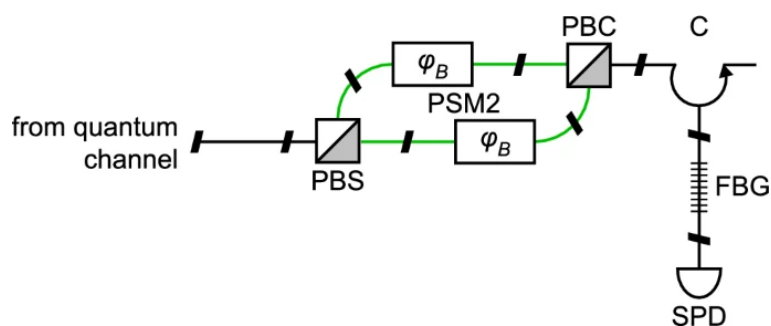 PBC
C
φB
PSM2
from quantum
channel
φB
PBS
FBG
SPD